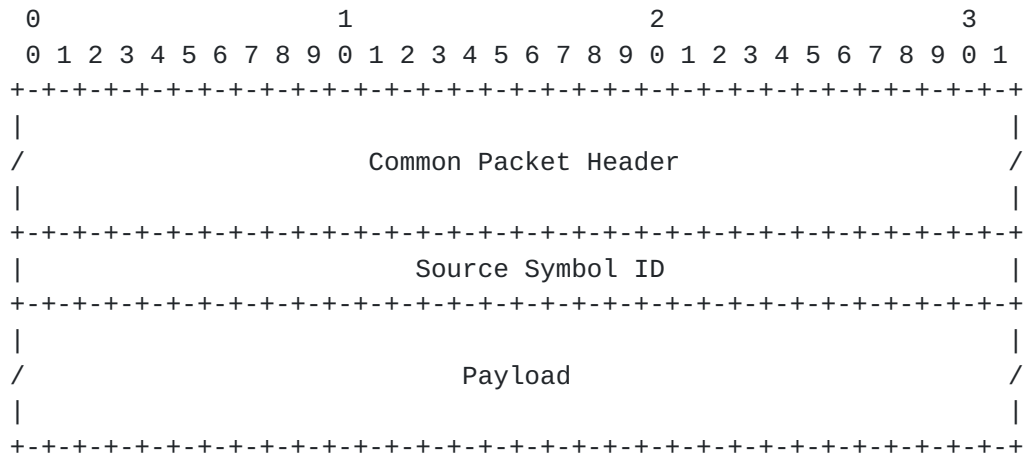 0                   1                   2                   3
 0 1 2 3 4 5 6 7 8 9 0 1 2 3 4 5 6 7 8 9 0 1 2 3 4 5 6 7 8 9 0 1
+-+-+-+-+-+-+-+-+-+-+-+-+-+-+-+-+-+-+-+-+-+-+-+-+-+-+-+-+-+-+-+-+
|                                                               |
/                      Common Packet Header                     /
|                                                               |
+-+-+-+-+-+-+-+-+-+-+-+-+-+-+-+-+-+-+-+-+-+-+-+-+-+-+-+-+-+-+-+-+
|                         Source Symbol ID                      |
+-+-+-+-+-+-+-+-+-+-+-+-+-+-+-+-+-+-+-+-+-+-+-+-+-+-+-+-+-+-+-+-+
|                                                               |
/                            Payload                            /
|                                                               |
+-+-+-+-+-+-+-+-+-+-+-+-+-+-+-+-+-+-+-+-+-+-+-+-+-+-+-+-+-+-+-+-+